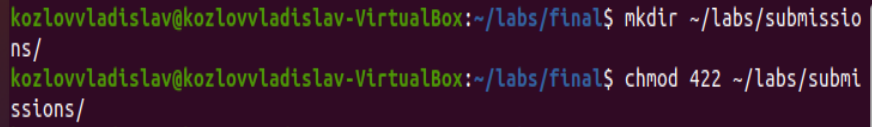 kozlovvladislav@kozlovvladislav-VirtualBox:~/labs/final$ mkdir ~/labs/submissio
ns/
kozlovvladislav@kozlovvladislav-VirtualBox:~/labs/final$ chmod 422 ~/labs/submi
ssions/